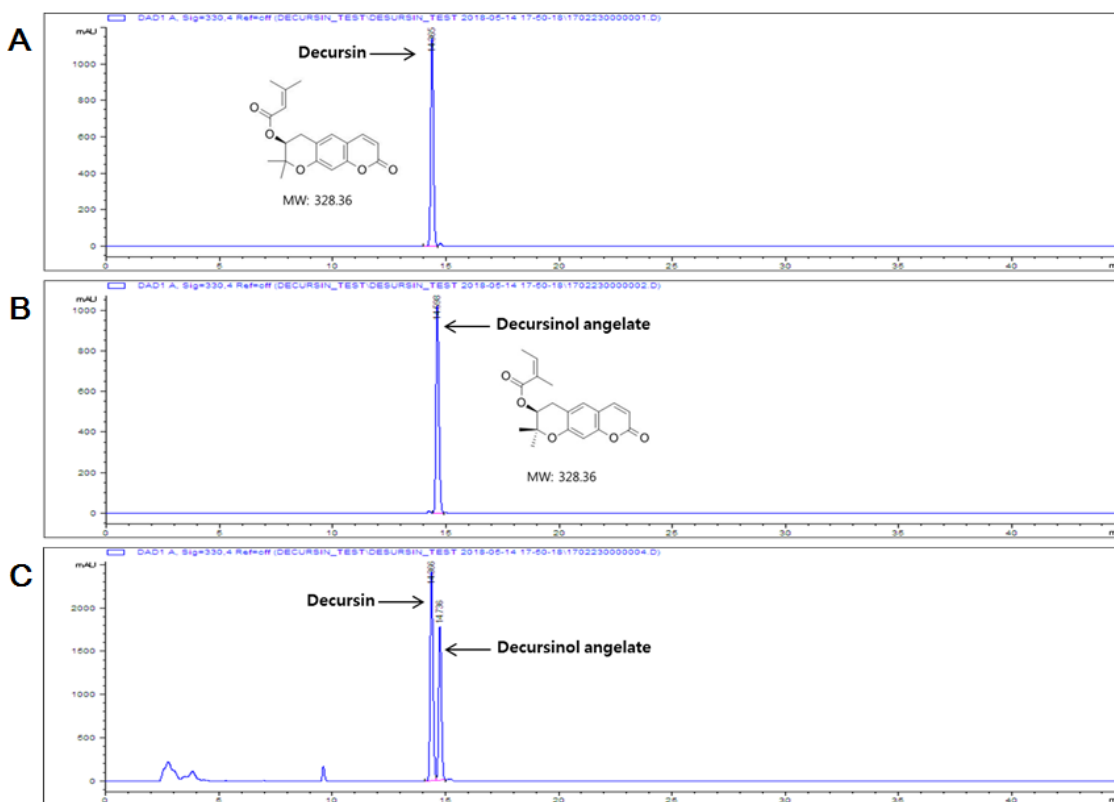 A
DAD1 A, Sig=330,4 Ref=off (DECURSIN_TEST\DESURSIN_TEST 2018-05-14 17-50-18\1702230000001.D)
mAU
Decursin
1000
800
600
400
200
0
O
O
O
O
O
MW: 328.36
0
5
10
15
20
25
30
35
40
B
DAD1 A, Sig=330,4 Ref=off (DECURSIN_TEST\DESURSIN_TEST 2018-05-14 17-50-18\1702230000002.D)
mAU
Decursinol angelate
1000
800
600
400
200
0
O
O
O
O
O
MW: 328.36
0
5
10
15
20
25
30
35
40
C
DAD1 A, Sig=330,4 Ref=off (DECURSIN_TEST\DESURSIN_TEST 2018-05-14 17-50-18\1702230000004.D)
mAU
Decursin
14.736
Decursinol angelate
2000
1500
1000
500
0
0
5
10
15
20
25
30
35
40